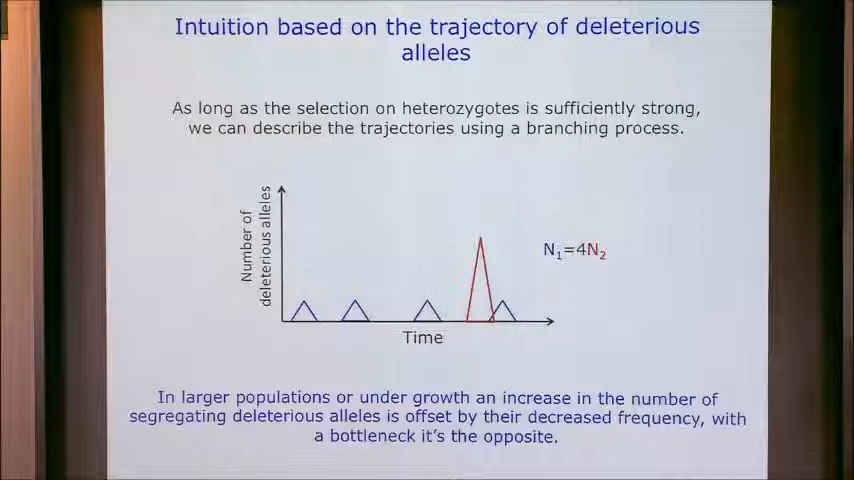 Intuition based on the trajectory of deleterious
alleles
As long as the selection on heterozygotes is sufficiently strong,
we can describe the trajectories using a branching process.
Number of
deleterious alleles
N₁=4N₂
Time
In larger populations or under growth an increase in the number of
segregating deleterious alleles is offset by their decreased frequency, with
a bottleneck it's the opposite.